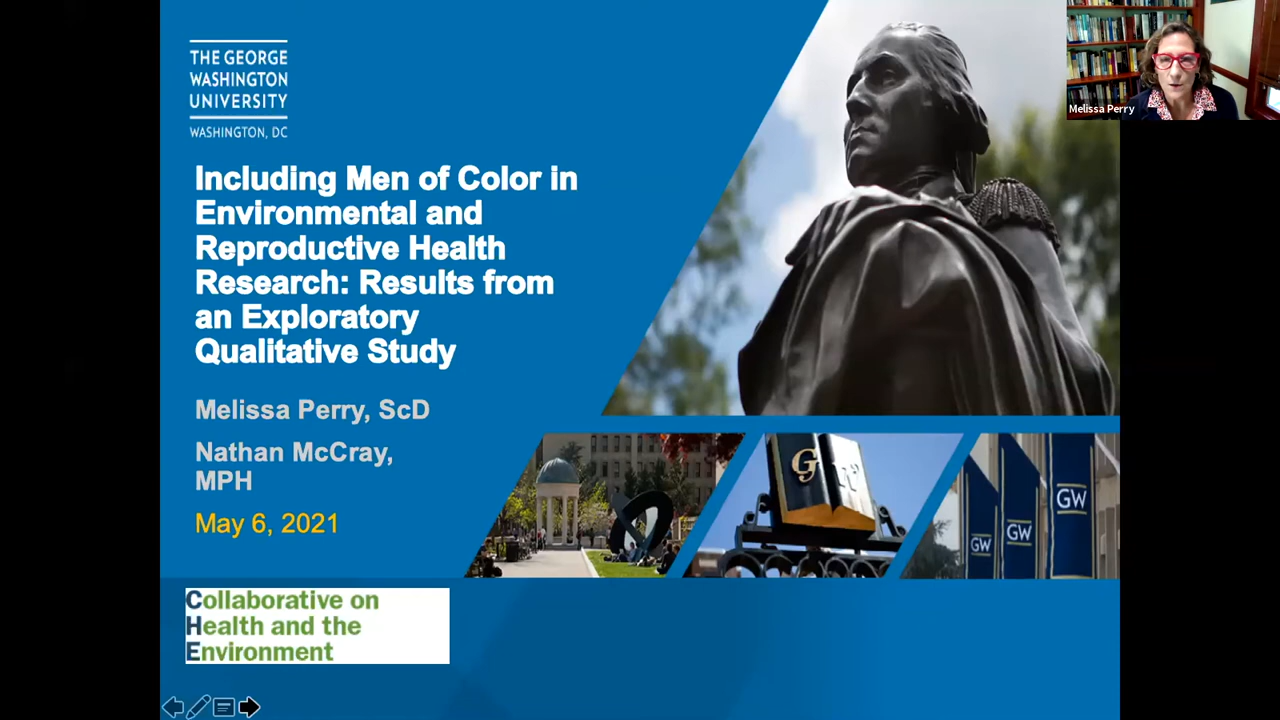 THE GEORGE
WASHINGTON
UNIVERSITY
WASHINGTON, DC
Including Men of Color in
Environmental and
Reproductive Health
Research: Results from
an Exploratory
Qualitative Study
Melissa Perry, ScD
Nathan McCray,
MPH
May 6, 2021
Collaborative on
Health and the
Environment
Melissa Perry
G
GW
GW
GW